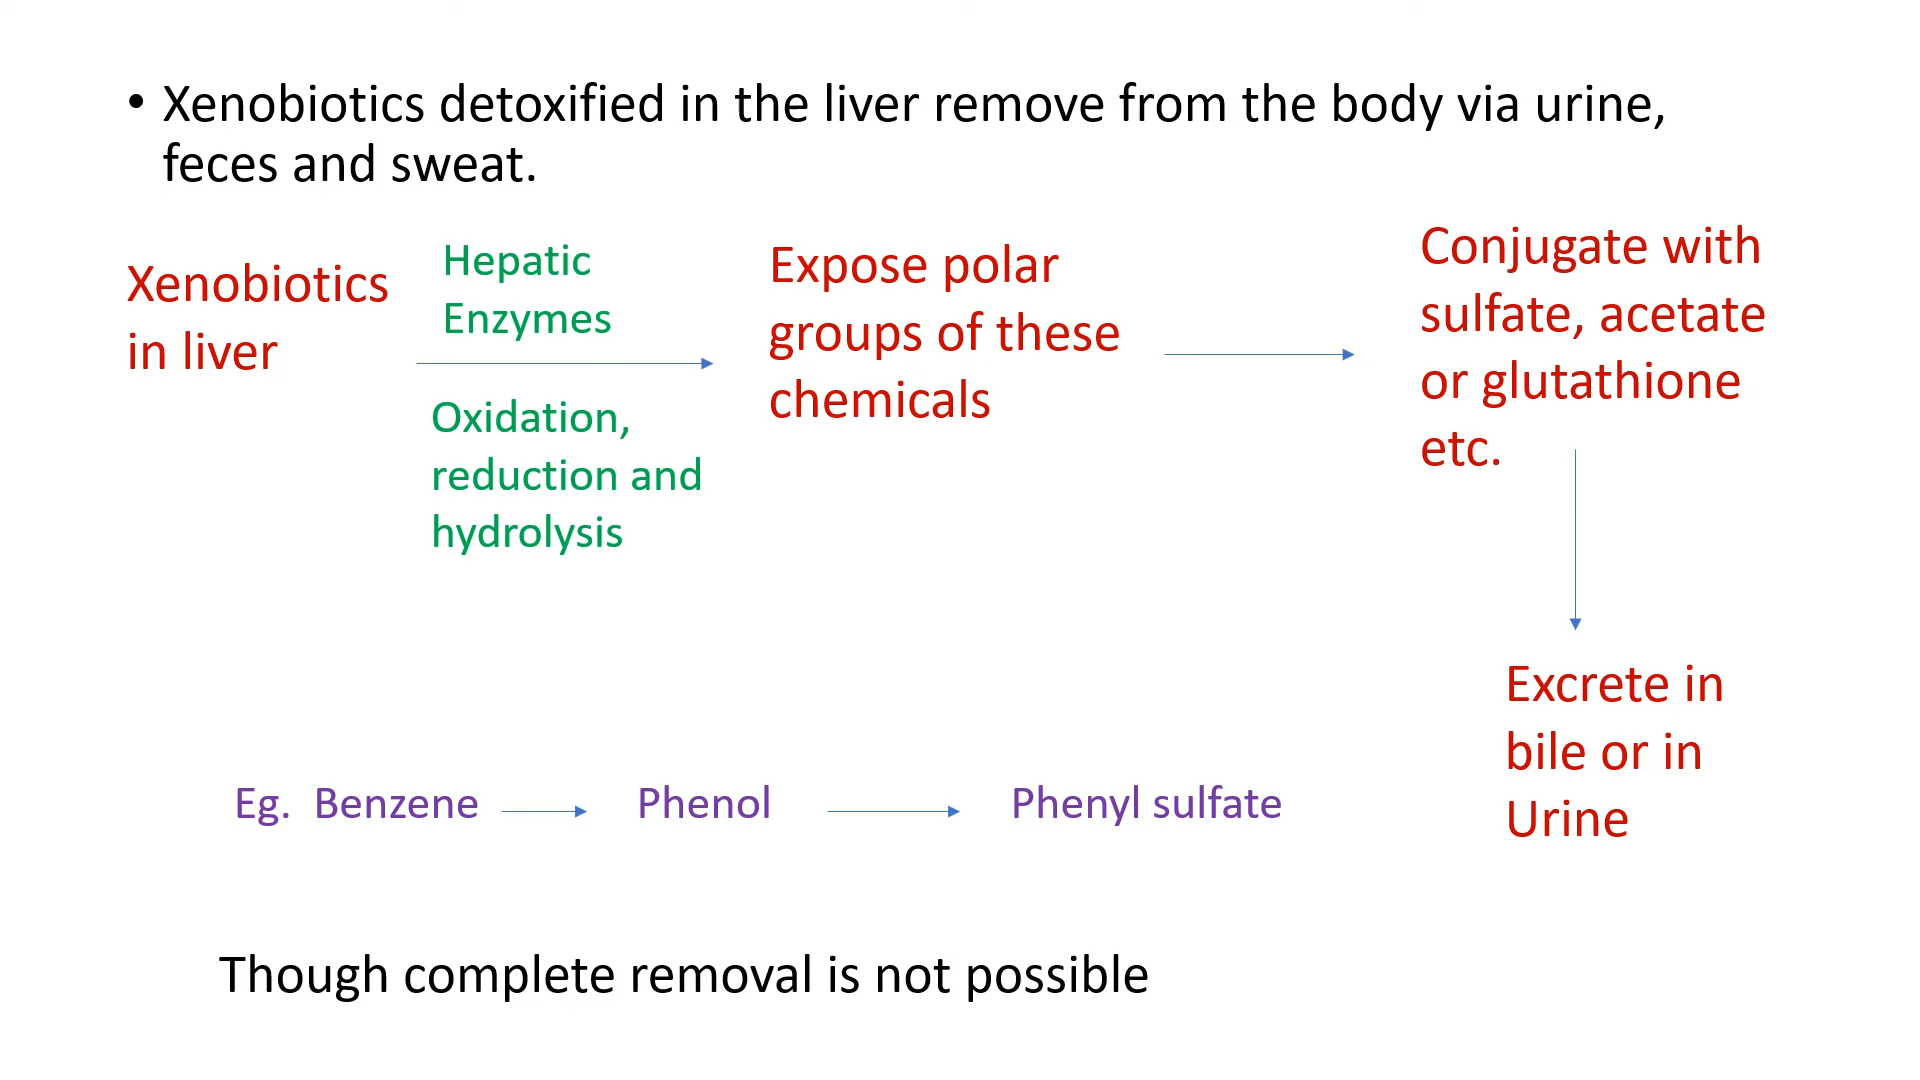 • Xenobiotics detoxified in the liver remove from the body via urine,
feces and sweat.
Xenobiotics
in liver
Hepatic
Enzymes
Oxidation,
reduction and
hydrolysis
Expose polar
groups of these
chemicals
Conjugate with
sulfate, acetate
or glutathione
etc.
Excrete in
bile or in
Urine
Eg. Benzene
Phenol
Phenyl sulfate
Though complete removal is not possible